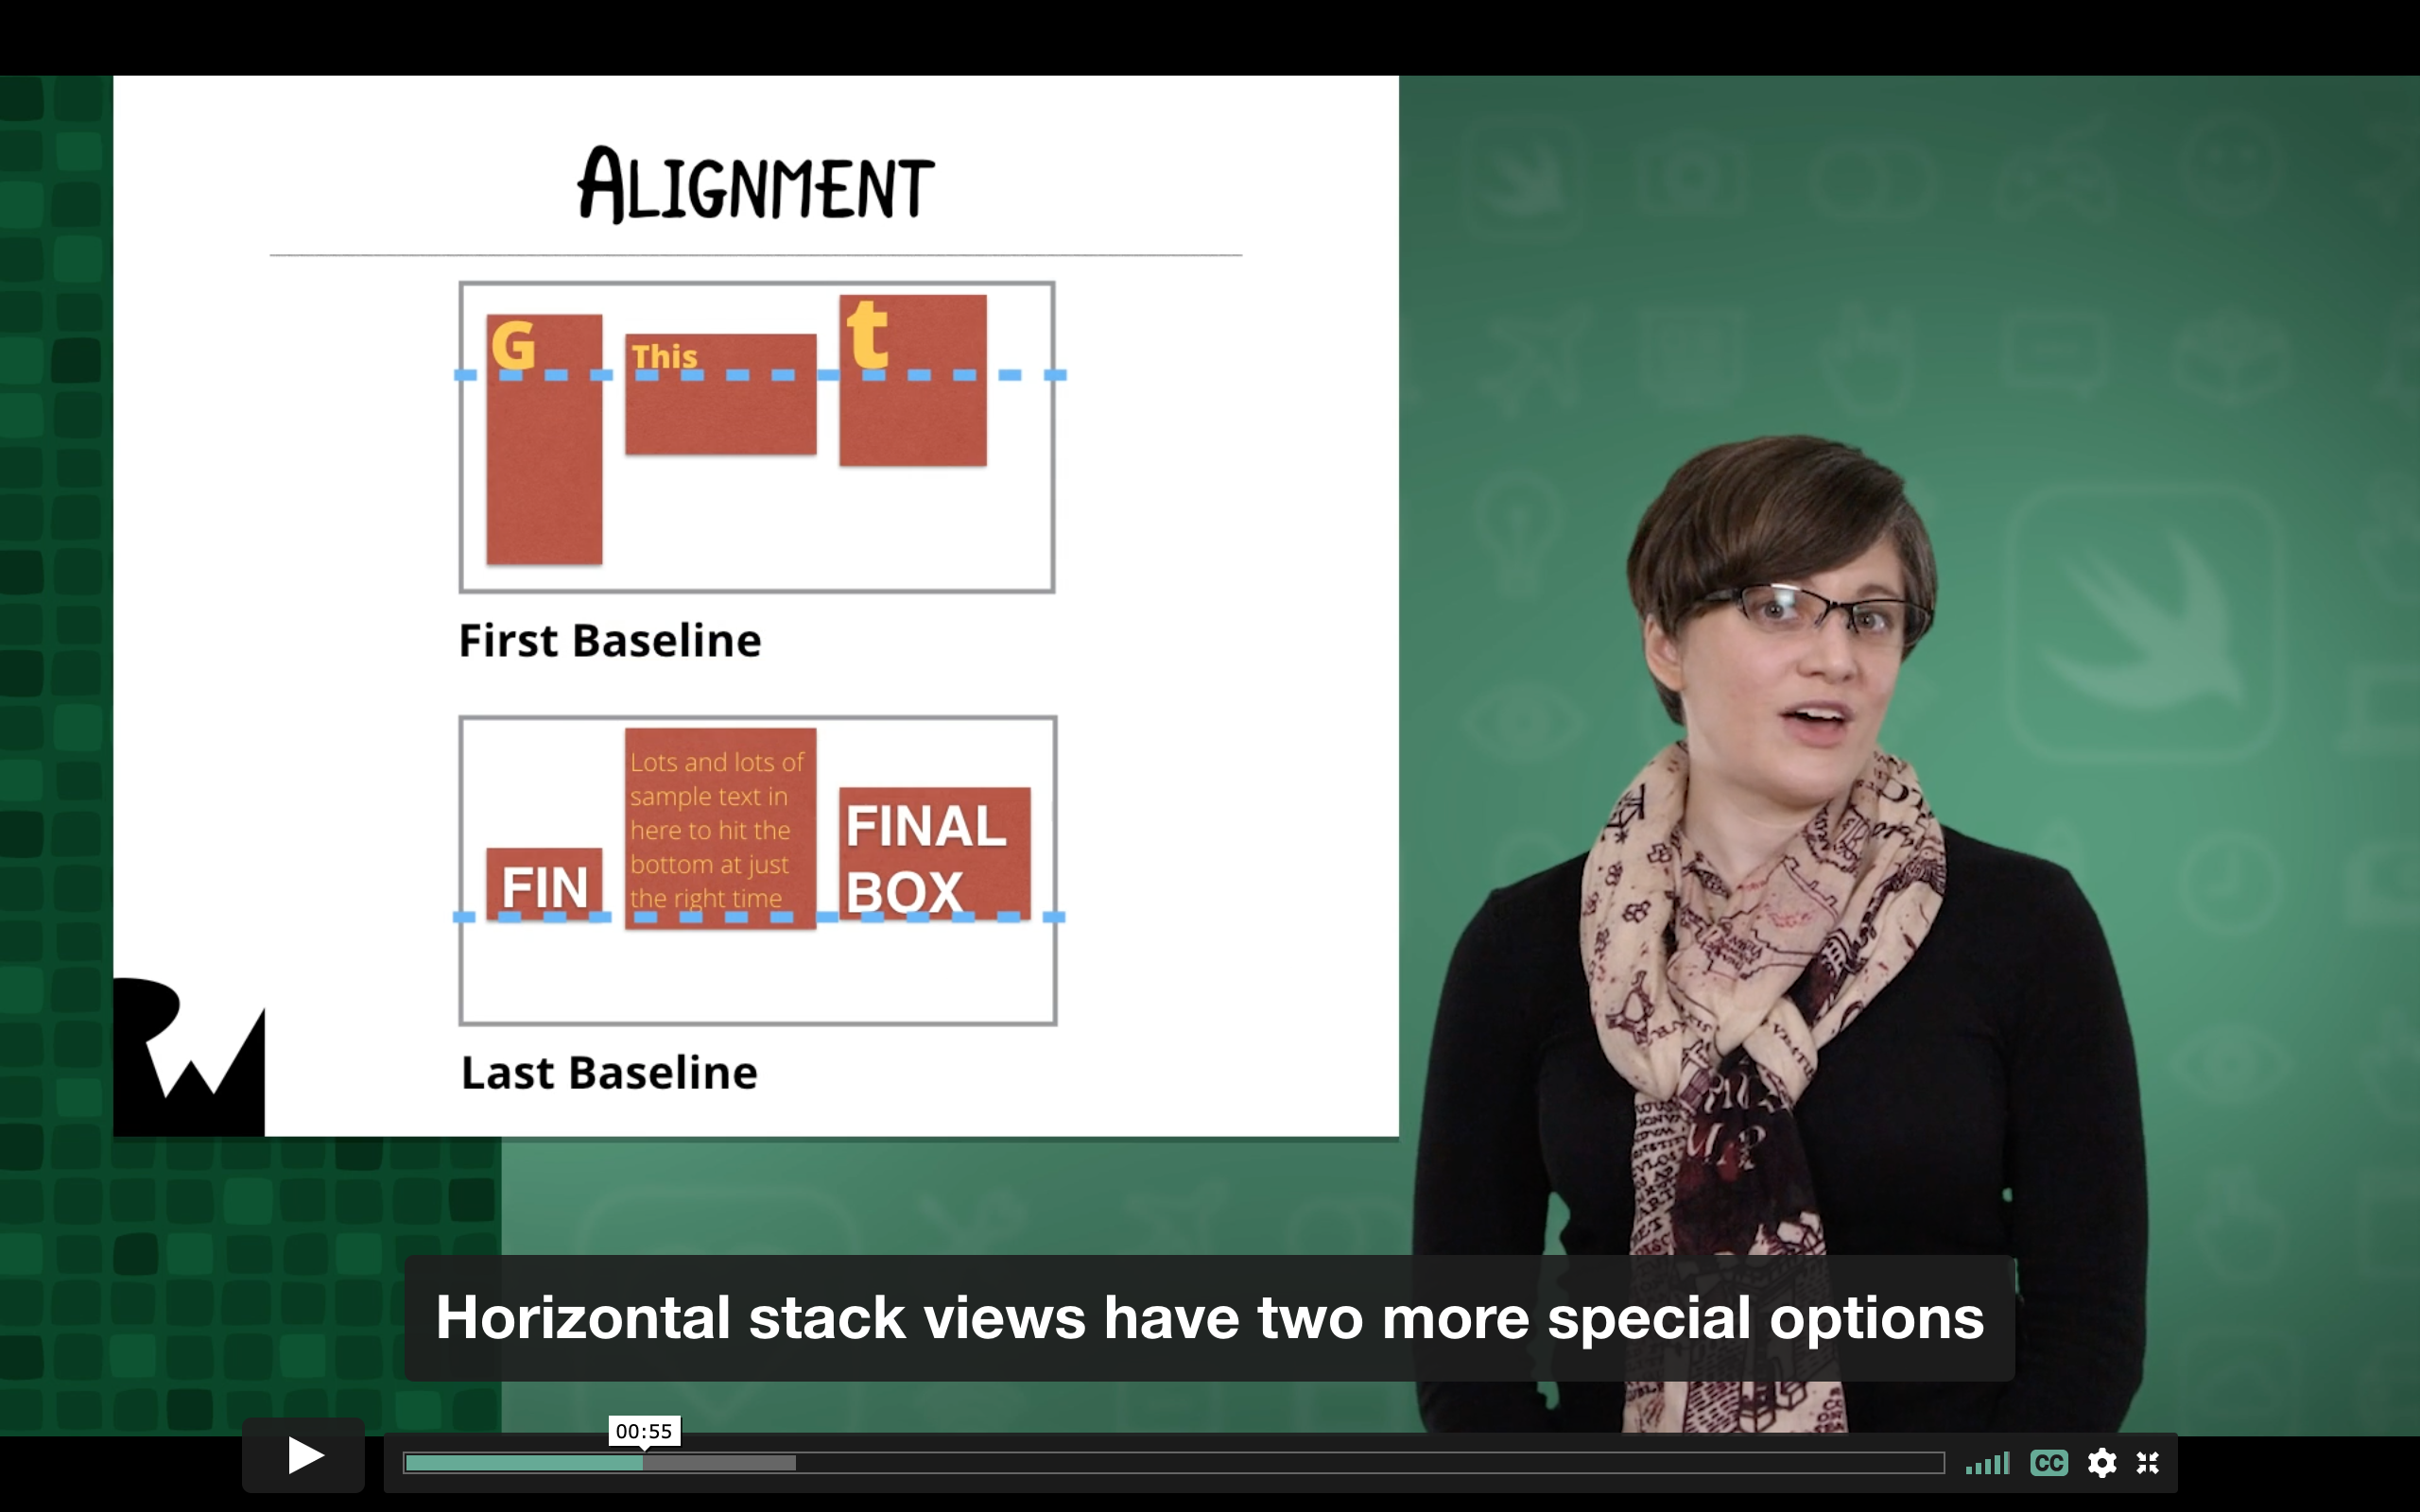 ALIGNMENT
G
This
t
First Baseline
Lots and lots of
sample text in
here to hit the
bottom at just
the right time
FIN
FINAL
BOX
Last Baseline
Horizontal stack views have two more special options
00:55
CC